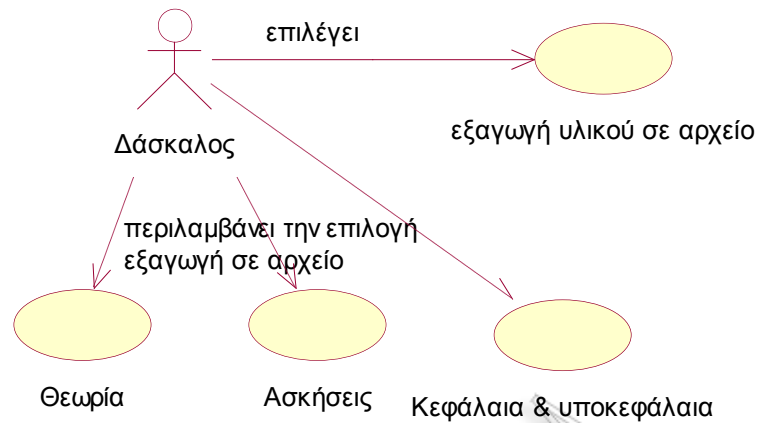 επιλέγει
εξαγωγή υλικού σε αρχείο
Δάσκαλος
περιλαμβάνει την επιλογή
εξαγωγή σε αρχείο
Θεωρία
Ασκήσεις
Κεφάλαια & υποκεφάλαια